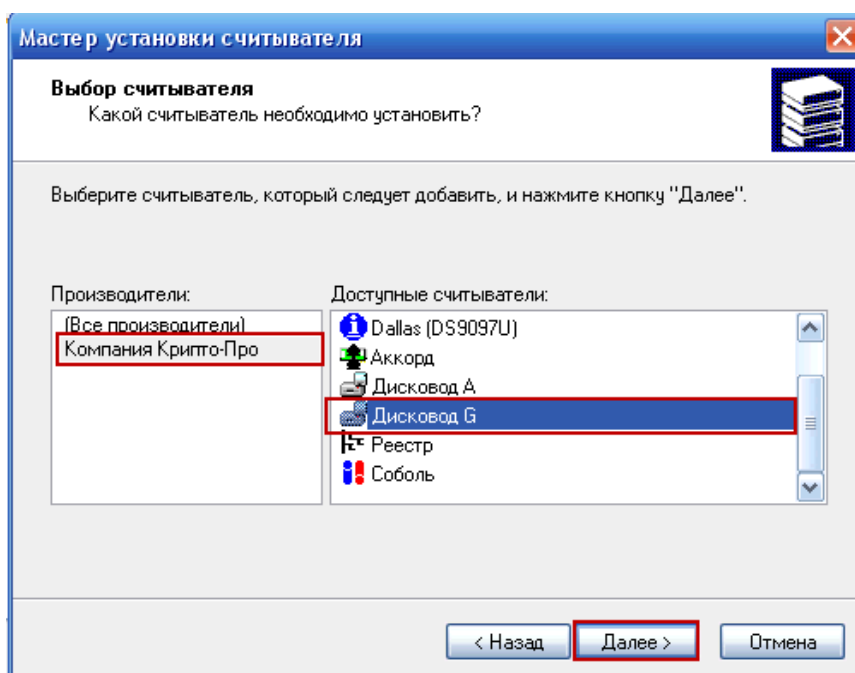 Мастер установки считывателя
Выбор считывателя
Какой считыватель необходимо установить?
Выберите считыватель, который следует добавить, и нажмите кнопку "Далее".
Производители:
(Все производители)
Компания Крипто-Про
Доступные считыватели:
Dallas (DS9097U)
Аккорд
Дисковод A
Дисковод G
Реестр
Соболь
< Назад
Далее >
Отмена